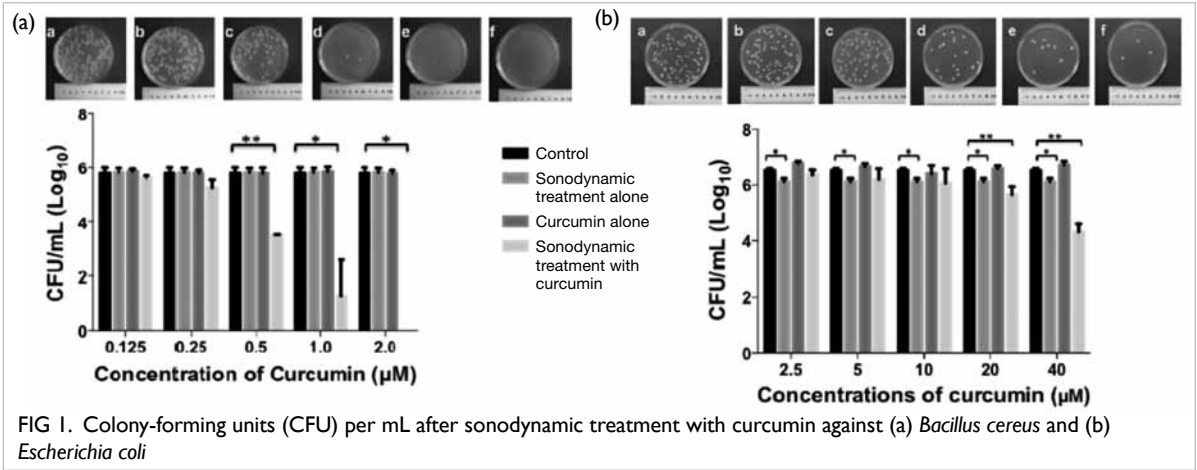 (a)
a b c d e f
CFU/mL (Log10)
8
6
4
2
0
** * *
0.125 0.25 0.5 1.0 2.0
Concentration of Curcumin (µM)
Control
Sonodynamic
treatment alone
Curcumin alone
Sonodynamic
treatment with
curcumin
(b)
a b c d e f
CFU/mL (Log10)
8
6
4
2
0
* * * * ** * **
2.5 5 10 20 40
Concentrations of curcumin (µM)
FIG 1. Colony-forming units (CFU) per mL after sonodynamic treatment with curcumin against (a) Bacillus cereus and (b)
Escherichia coli